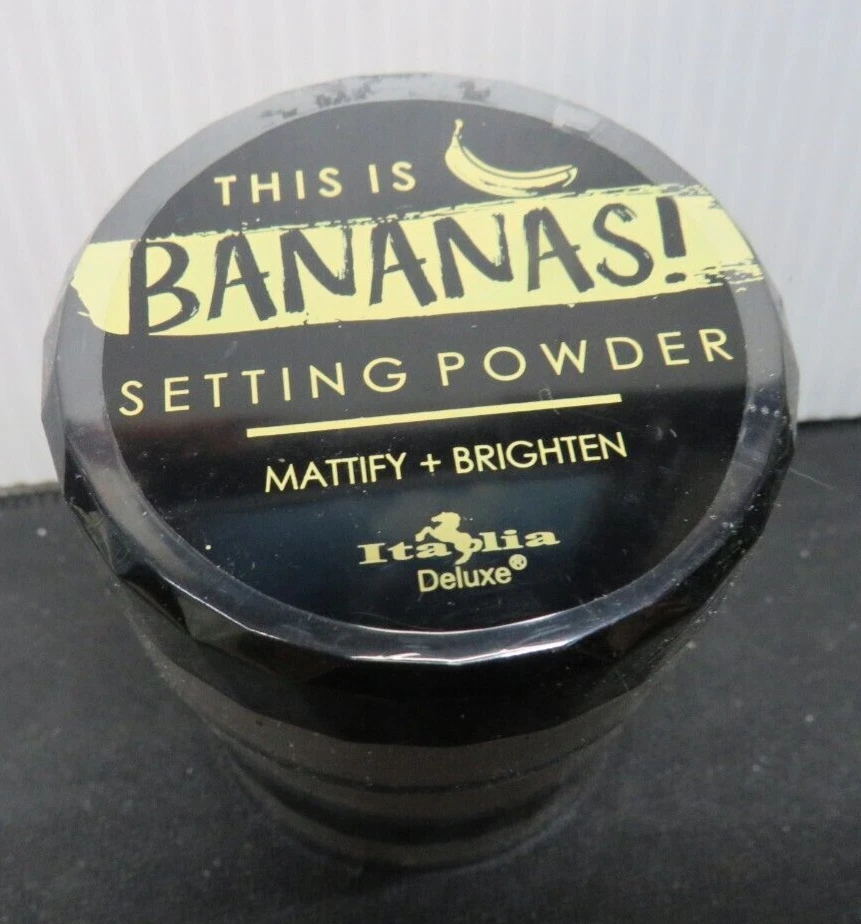 THIS IS
BANANAS!
SETTING POWDER
MATTIFY + BRIGHTEN
Italia
Deluxe®